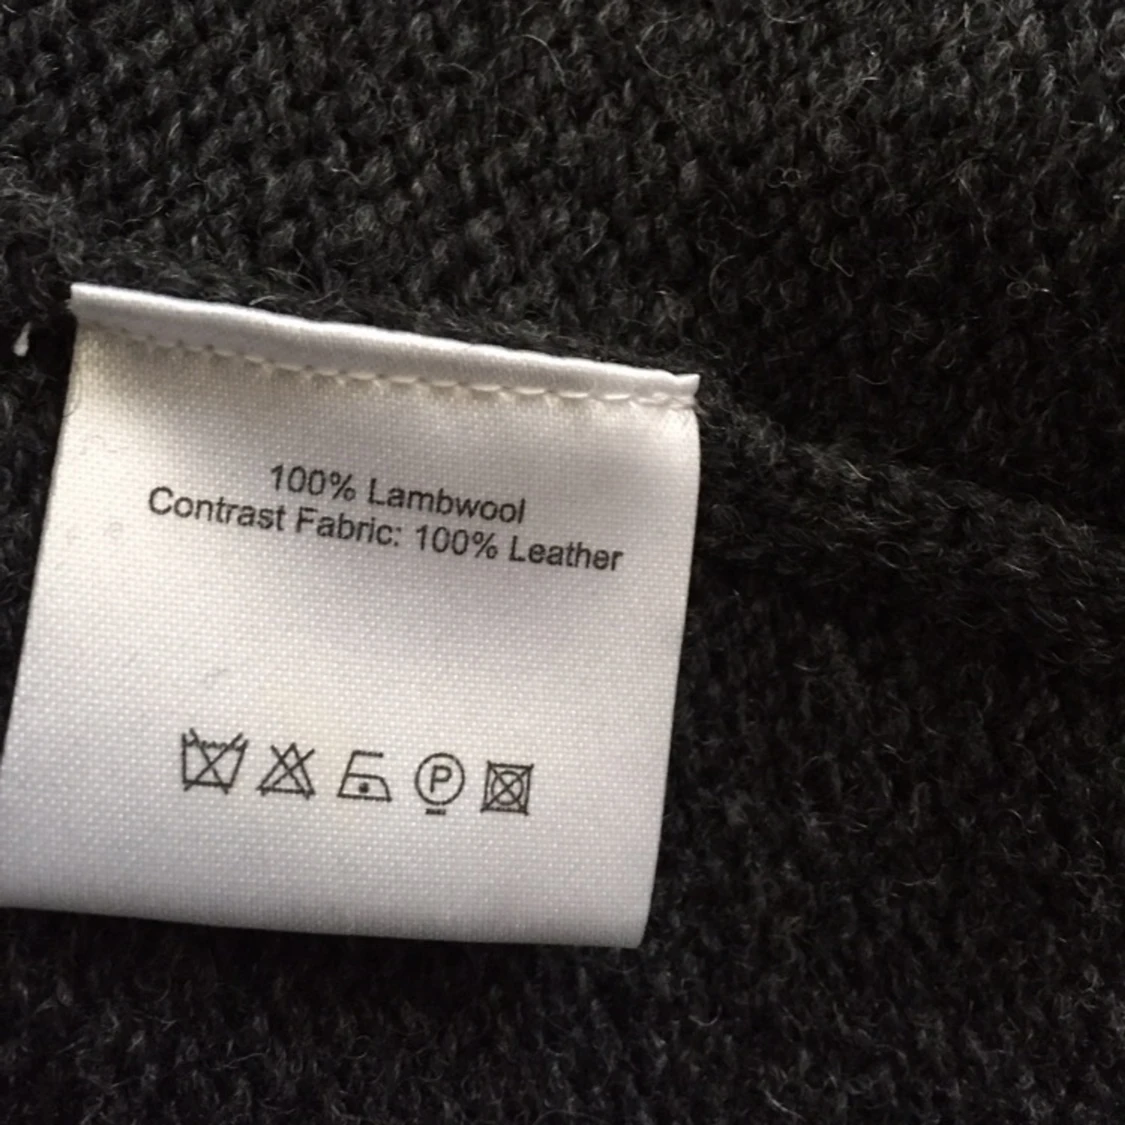 100% Lambwool
Contrast Fabric: 100% Leather
P